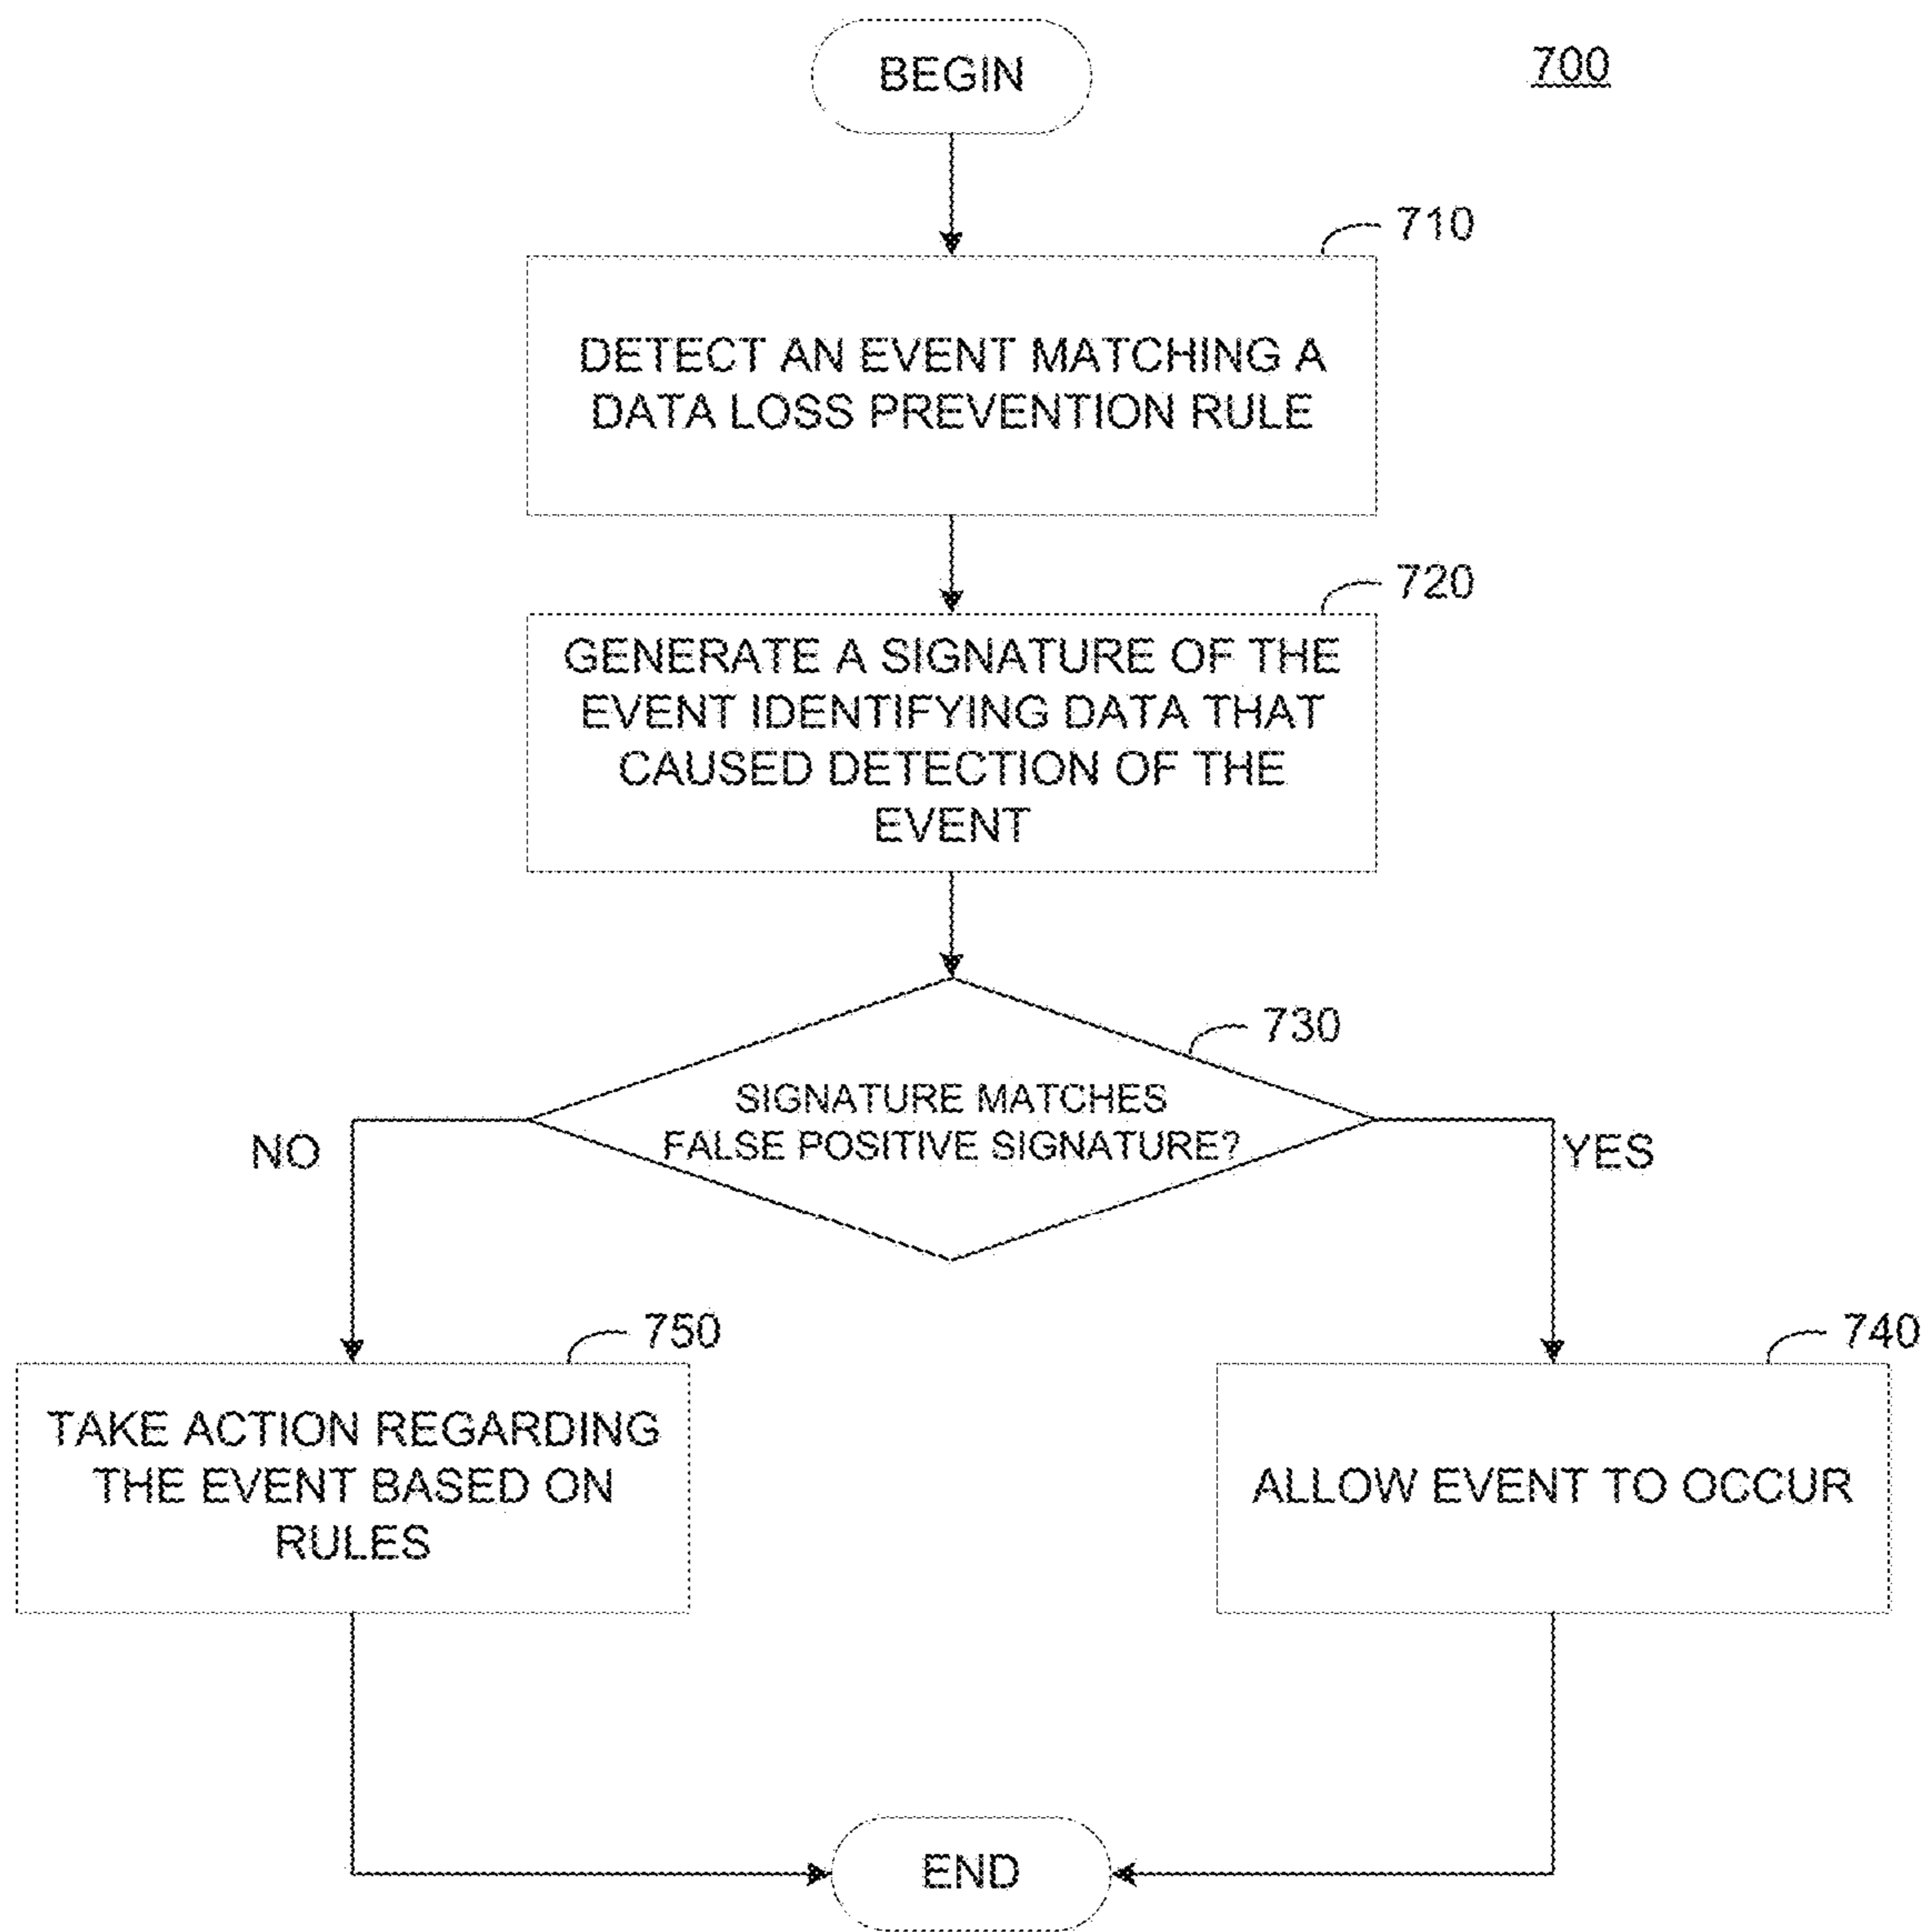 BEGIN
700
710
DETECT AN EVENT MATCHING A
DATA LOSS PREVENTION RULE
720
GENERATE A SIGNATURE OF THE
EVENT IDENTIFYING DATA THAT
CAUSED DETECTION OF THE
EVENT
730
SIGNATURE MATCHES
FALSE POSITIVE SIGNATURE?
NO
YES
750
TAKE ACTION REGARDING
THE EVENT BASED ON
RULES
740
ALLOW EVENT TO OCCUR
END